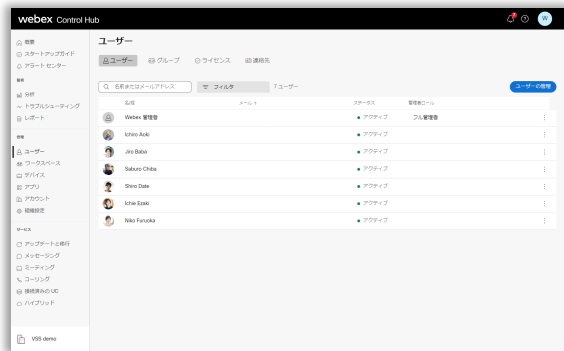 webex Control Hub
W
概要
スタートアップガイド
アラート センター
監視
分析
トラブルシューティング
レポート
管理
ユーザー
ワークスペース
デバイス
アプリ
アカウント
組織設定
サービス
アップデートと移行
メッセージング
ミーティング
コーリング
接続済みの UC
ハイブリッド
VSS demo
ユーザー
ユーザー グループ ライセンス 連絡先
名前またはメールアドレス フィルタ 7 ユーザー ユーザーの管理
名/姓 メール ↑ ステータス 管理者ロール
Webex 管理者 アクティブ フル管理者
Ichiro Aoki アクティブ
Jiro Baba アクティブ
Saburo Chiba アクティブ
Shiro Date アクティブ
Ichie Ezaki アクティブ
Niko Furuoka アクティブ